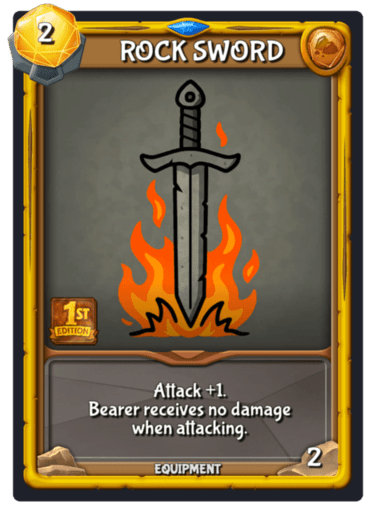 2
ROCK SWORD
1ST
EDITION
Attack +1.
Bearer receives no damage
when attacking.
2
EQUIPMENT